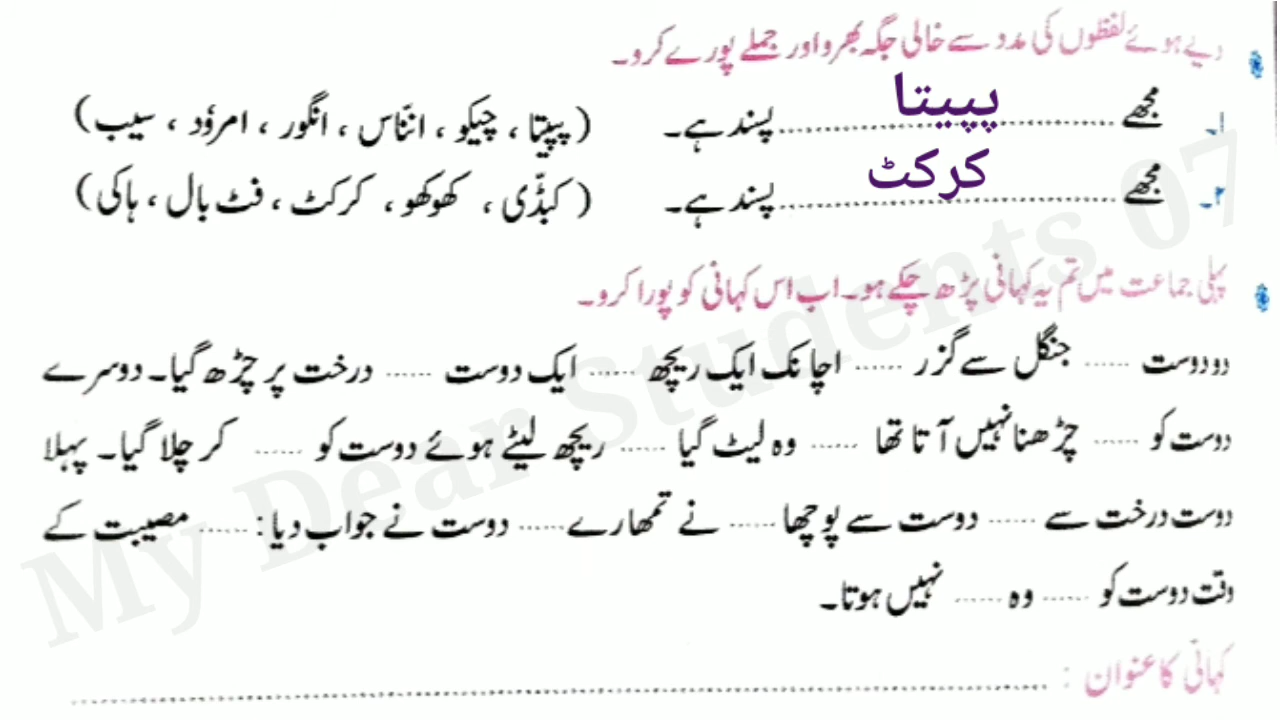 دیے ہوئے لفظوں کی مدد سے خالی جگہ بھرو اور جملے پورے کرو۔
۱۔ مجھے ........ پپیتا ........ پسند ہے۔ ( پپیتا ، چیکو ، انناس ، انگور ، امرؤد ، سیب )
۲۔ مجھے ........ کرکٹ ........ پسند ہے۔ ( کبڈّی ، کھوکھو ، کرکٹ ، فٹ بال ، ہاکی )
پہلی جماعت میں تم یہ کہانی پڑھ چکے ہو۔ اب اس کہانی کو پورا کرو۔
دو دوست ...... جنگل سے گزر ...... اچانک ایک ریچھ ...... ایک دوست ...... درخت پر چڑھ گیا۔ دوسرے
دوست کو ...... چڑھنا نہیں آتا تھا ...... وہ لیٹ گیا ...... ریچھ لیٹے ہوئے دوست کو ...... کر چلا گیا۔ پہلا
دوست درخت سے ...... دوست سے پوچھا ...... نے تمھارے ...... دوست نے جواب دیا: ...... مصیبت کے
وقت دوست کو ...... وہ ...... نہیں ہوتا۔
کہانی کا عنوان : ................
My Dear Students 07